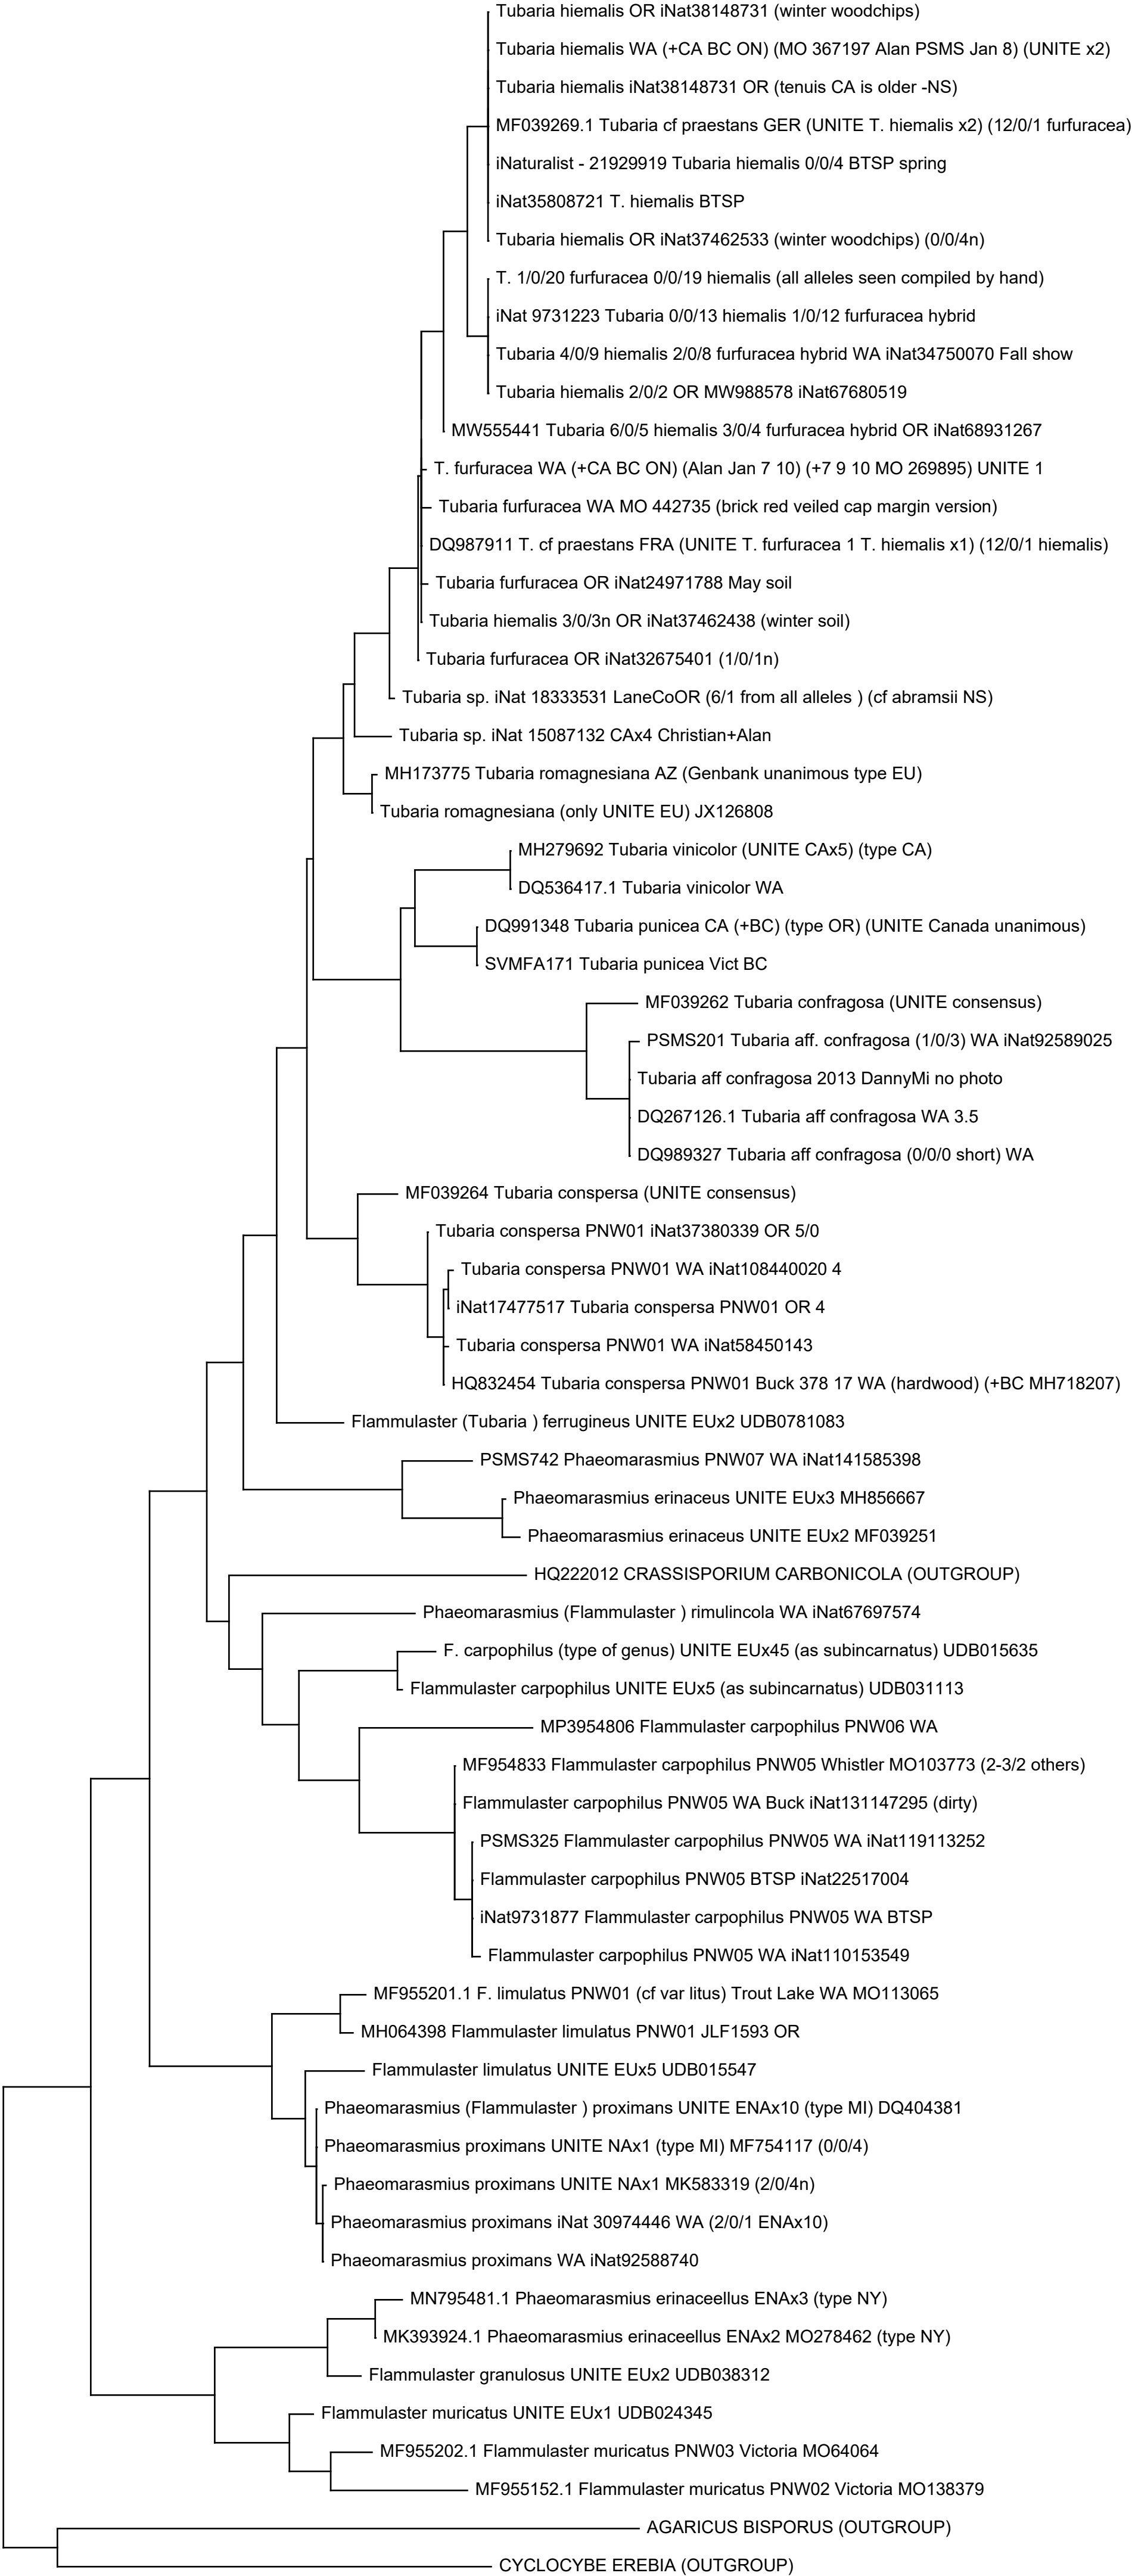 Tubaria hiemalis OR iNat38148731 (winter woodchips)
Tubaria hiemalis WA (+CA BC ON) (MO 367197 Alan PSMS Jan 8) (UNITE x2)
Tubaria hiemalis iNat38148731 OR (tenuis CA is older -NS)
MF039269.1 Tubaria cf praestans GER (UNITE T. hiemalis x2) (12/0/1 furfuracea)
iNaturalist - 21929919 Tubaria hiemalis 0/0/4 BTSP spring
iNat35808721 T. hiemalis BTSP
Tubaria hiemalis OR iNat37462533 (winter woodchips) (0/0/4n)
T. 1/0/20 furfuracea 0/0/19 hiemalis (all alleles seen compiled by hand)
iNat 9731223 Tubaria 0/0/13 hiemalis 1/0/12 furfuracea hybrid
Tubaria 4/0/9 hiemalis 2/0/8 furfuracea hybrid WA iNat34750070 Fall show
Tubaria hiemalis 2/0/2 OR MW988578 iNat67680519
MW555441 Tubaria 6/0/5 hiemalis 3/0/4 furfuracea hybrid OR iNat68931267
T. furfuracea WA (+CA BC ON) (Alan Jan 7 10) (+7 9 10 MO 269895) UNITE 1
Tubaria furfuracea WA MO 442735 (brick red veiled cap margin version)
DQ987911 T. cf praestans FRA (UNITE T. furfuracea 1 T. hiemalis x1) (12/0/1 hiemalis)
Tubaria furfuracea OR iNat24971788 May soil
Tubaria hiemalis 3/0/3n OR iNat37462438 (winter soil)
Tubaria furfuracea OR iNat32675401 (1/0/1n)
Tubaria sp. iNat 18333531 LaneCoOR (6/1 from all alleles ) (cf abramsii NS)
Tubaria sp. iNat 15087132 CAx4 Christian+Alan
MH173775 Tubaria romagnesiana AZ (Genbank unanimous type EU)
Tubaria romagnesiana (only UNITE EU) JX126808
MH279692 Tubaria vinicolor (UNITE CAx5) (type CA)
DQ536417.1 Tubaria vinicolor WA
DQ991348 Tubaria punicea CA (+BC) (type OR) (UNITE Canada unanimous)
SVMFA171 Tubaria punicea Vict BC
MF039262 Tubaria confragosa (UNITE consensus)
PSMS201 Tubaria aff. confragosa (1/0/3) WA iNat92589025
Tubaria aff confragosa 2013 DannyMi no photo
DQ267126.1 Tubaria aff confragosa WA 3.5
DQ989327 Tubaria aff confragosa (0/0/0 short) WA
MF039264 Tubaria conspersa (UNITE consensus)
Tubaria conspersa PNW01 iNat37380339 OR 5/0
Tubaria conspersa PNW01 WA iNat108440020 4
iNat17477517 Tubaria conspersa PNW01 OR 4
Tubaria conspersa PNW01 WA iNat58450143
HQ832454 Tubaria conspersa PNW01 Buck 378 17 WA (hardwood) (+BC MH718207)
Flammulaster (Tubaria ) ferrugineus UNITE EUx2 UDB0781083
PSMS742 Phaeomarasmius PNW07 WA iNat141585398
Phaeomarasmius erinaceus UNITE EUx3 MH856667
Phaeomarasmius erinaceus UNITE EUx2 MF039251
HQ222012 CRASSISPORIUM CARBONICOLA (OUTGROUP)
Phaeomarasmius (Flammulaster ) rimulincola WA iNat67697574
F. carpophilus (type of genus) UNITE EUx45 (as subincarnatus) UDB015635
Flammulaster carpophilus UNITE EUx5 (as subincarnatus) UDB031113
MP3954806 Flammulaster carpophilus PNW06 WA
MF954833 Flammulaster carpophilus PNW05 Whistler MO103773 (2-3/2 others)
Flammulaster carpophilus PNW05 WA Buck iNat131147295 (dirty)
PSMS325 Flammulaster carpophilus PNW05 WA iNat119113252
Flammulaster carpophilus PNW05 BTSP iNat22517004
iNat9731877 Flammulaster carpophilus PNW05 WA BTSP
Flammulaster carpophilus PNW05 WA iNat110153549
MF955201.1 F. limulatus PNW01 (cf var litus) Trout Lake WA MO113065
MH064398 Flammulaster limulatus PNW01 JLF1593 OR
Flammulaster limulatus UNITE EUx5 UDB015547
Phaeomarasmius (Flammulaster ) proximans UNITE ENAx10 (type MI) DQ404381
Phaeomarasmius proximans UNITE NAx1 (type MI) MF754117 (0/0/4)
Phaeomarasmius proximans UNITE NAx1 MK583319 (2/0/4n)
Phaeomarasmius proximans iNat 30974446 WA (2/0/1 ENAx10)
Phaeomarasmius proximans WA iNat92588740
MN795481.1 Phaeomarasmius erinaceellus ENAx3 (type NY)
MK393924.1 Phaeomarasmius erinaceellus ENAx2 MO278462 (type NY)
Flammulaster granulosus UNITE EUx2 UDB038312
Flammulaster muricatus UNITE EUx1 UDB024345
MF955202.1 Flammulaster muricatus PNW03 Victoria MO64064
MF955152.1 Flammulaster muricatus PNW02 Victoria MO138379
AGARICUS BISPORUS (OUTGROUP)
CYCLOCYBE EREBIA (OUTGROUP)